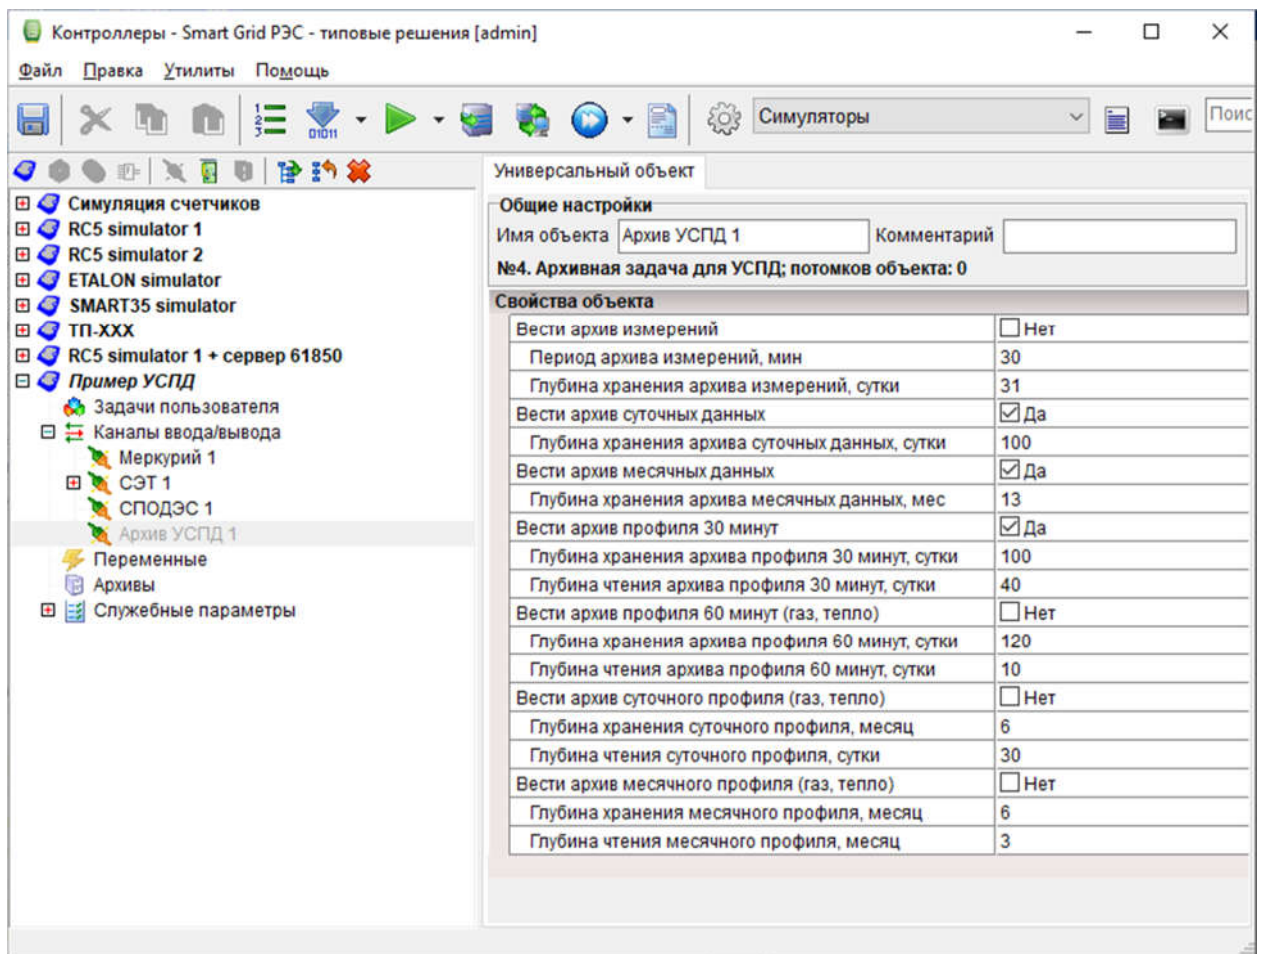 Контроллеры - Smart Grid РЭС - типовые решения [admin]
Файл Правка Утилиты Помощь
1 2 3 01011 Симуляторы Поис
Симуляция счетчиков
RC5 simulator 1
RC5 simulator 2
ETALON simulator
SMART35 simulator
ТП-XXX
RC5 simulator 1 + сервер 61850
Пример УСПД
Задачи пользователя
Каналы ввода/вывода
Меркурий 1
СЭТ 1
СПОДЭС 1
Архив УСПД 1
Переменные
Архивы
Служебные параметры
Универсальный объект
Общие настройки
Имя объекта Архив УСПД 1 Комментарий
№4. Архивная задача для УСПД; потомков объекта: 0
Свойства объекта
Вести архив измерений Нет
Период архива измерений, мин 30
Глубина хранения архива измерений, сутки 31
Вести архив суточных данных Да
Глубина хранения архива суточных данных, сутки 100
Вести архив месячных данных Да
Глубина хранения архива месячных данных, мес 13
Вести архив профиля 30 минут Да
Глубина хранения архива профиля 30 минут, сутки 100
Глубина чтения архива профиля 30 минут, сутки 40
Вести архив профиля 60 минут (газ, тепло) Нет
Глубина хранения архива профиля 60 минут, сутки 120
Глубина чтения архива профиля 60 минут, сутки 10
Вести архив суточного профиля (газ, тепло) Нет
Глубина хранения суточного профиля, месяц 6
Глубина чтения суточного профиля, сутки 30
Вести архив месячного профиля (газ, тепло) Нет
Глубина хранения месячного профиля, месяц 6
Глубина чтения месячного профиля, месяц 3